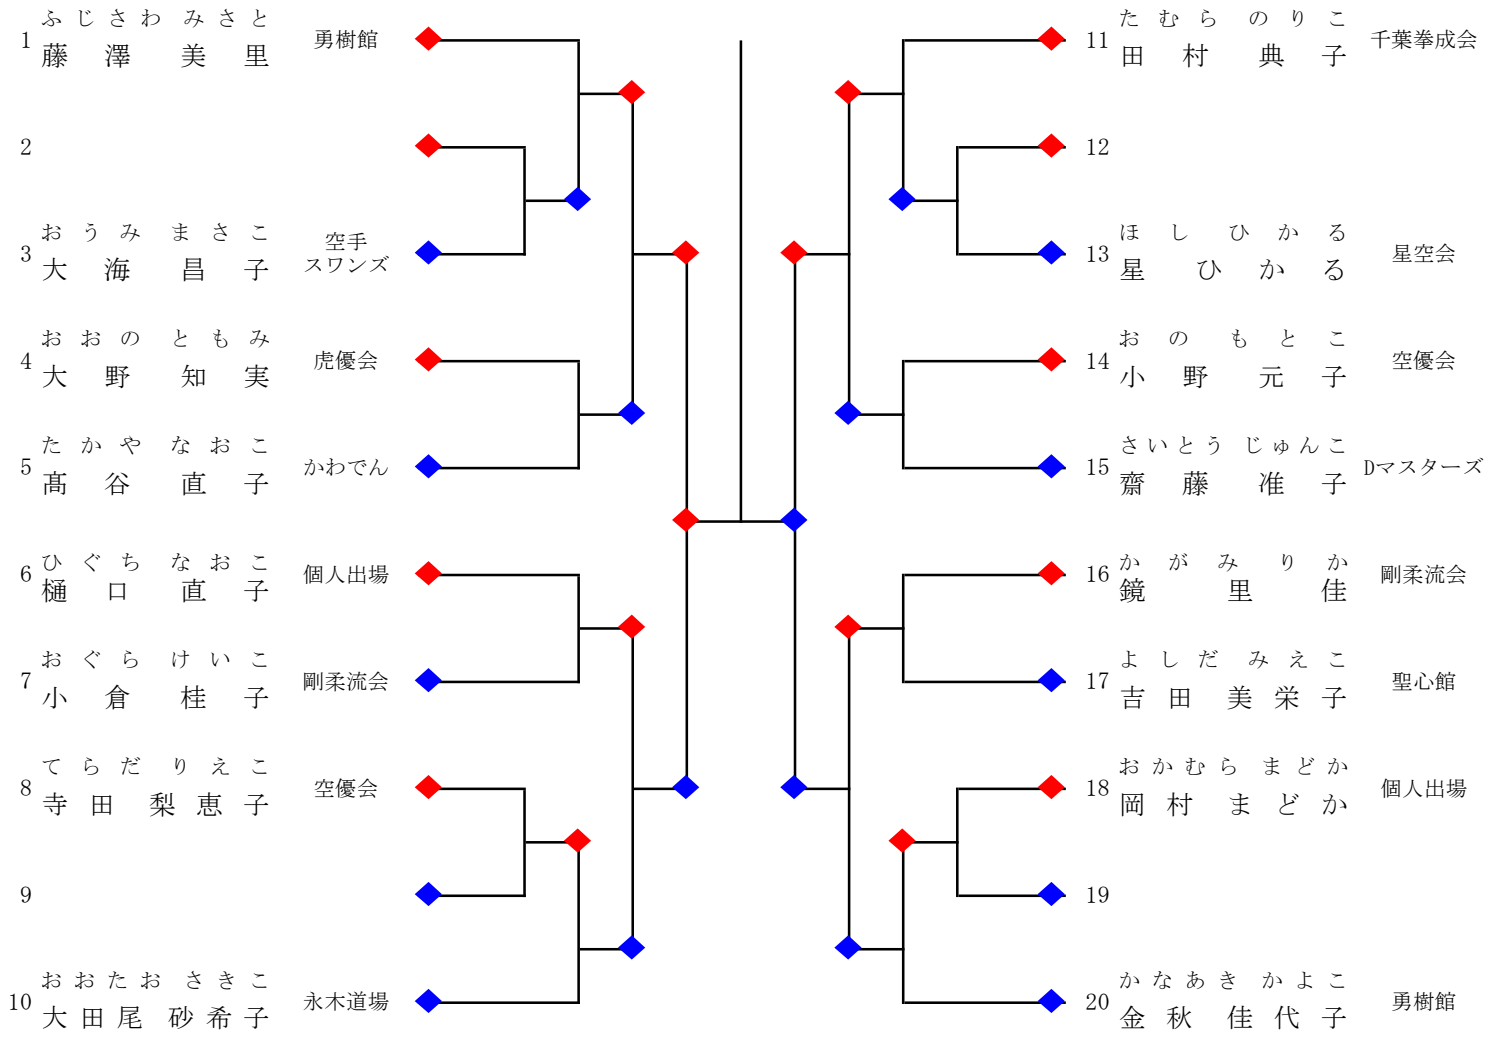 ふじさわ みさと
1 藤澤 美里 勇樹館
2
おうみ まさこ
3 大海 昌子 空手
スワンズ
おおの ともみ
4 大野 知実 虎優会
たかや なおこ
5 髙谷 直子 かわでん
ひぐち なおこ
6 樋口 直子 個人出場
おぐら けいこ
7 小倉 桂子 剛柔流会
てらだ りえこ
8 寺田 梨恵子 空優会
9
おおたお さきこ
10 大田尾 砂希子 永木道場
たむら のりこ
11 田村 典子 千葉拳成会
12
ほし ひかる
13 星 ひかる 星空会
おの もとこ
14 小野 元子 空優会
さいとう じゅんこ
15 齋藤 准子 Dマスターズ
かがみ りか
16 鏡 里佳 剛柔流会
よしだ みえこ
17 吉田 美栄子 聖心館
おかむら まどか
18 岡村 まどか 個人出場
19
かなあき かよこ
20 金秋 佳代子 勇樹館